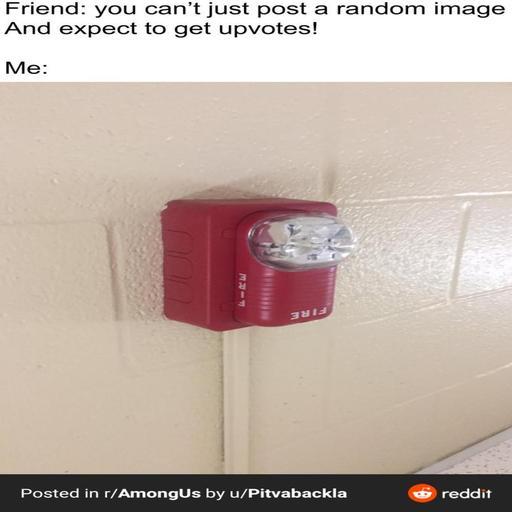 Friend: you can't just post a random image
And expect to get upvotes!
Me:
FIRE
FIRE
Posted in r/AmongUs by u/Pitvabackla
reddit